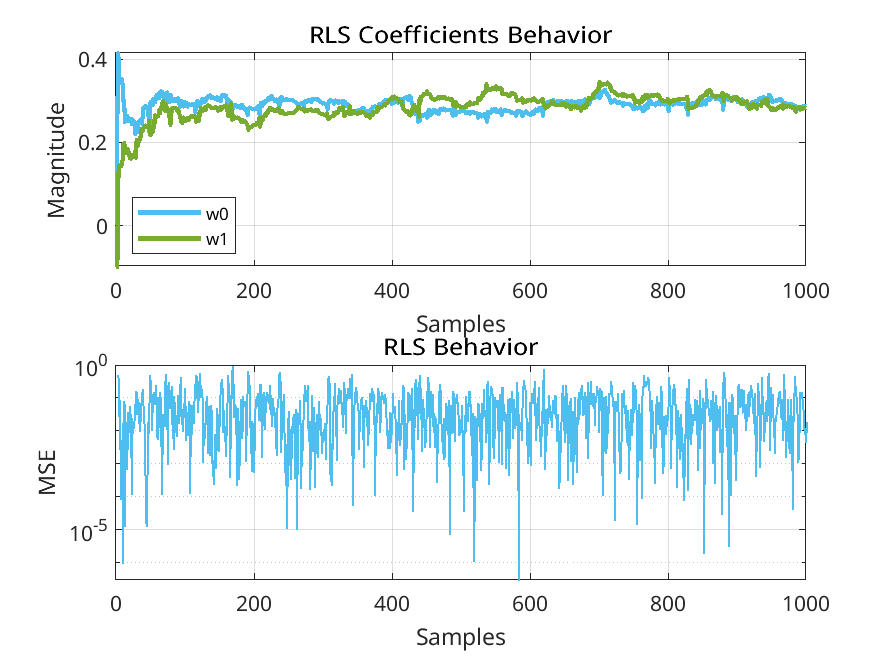 RLS Coefficients Behavior
Magnitude
0.4
0.2
0
w0
w1
0 200 400 600 800 1000
Samples
RLS Behavior
MSE
10^0
10^-5
0 200 400 600 800 1000
Samples